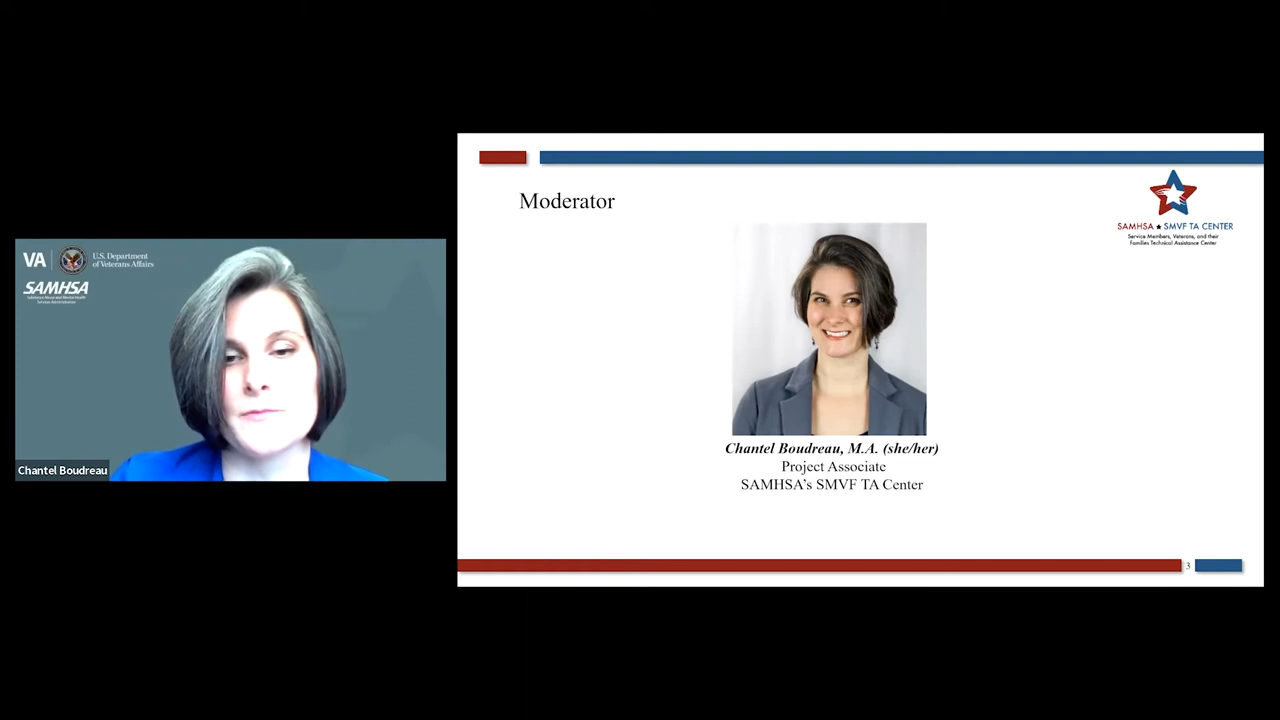 VA
U.S. Department
of Veterans Affairs
SAMHSA
Substance Abuse and Mental Health
Services Administration
Chantel Boudreau
Moderator
SAMHSA ★ SMVF TA CENTER
Service Members, Veterans, and their
Families Technical Assistance Center
Chantel Boudreau, M.A. (she/her)
Project Associate
SAMHSA's SMVF TA Center
3